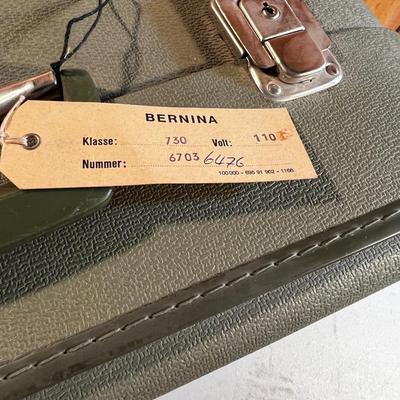 BERNINA
Klasse: 730 Volt: 110
Nummer: 6703 6476
100 000 - 695 91 902 - 1166